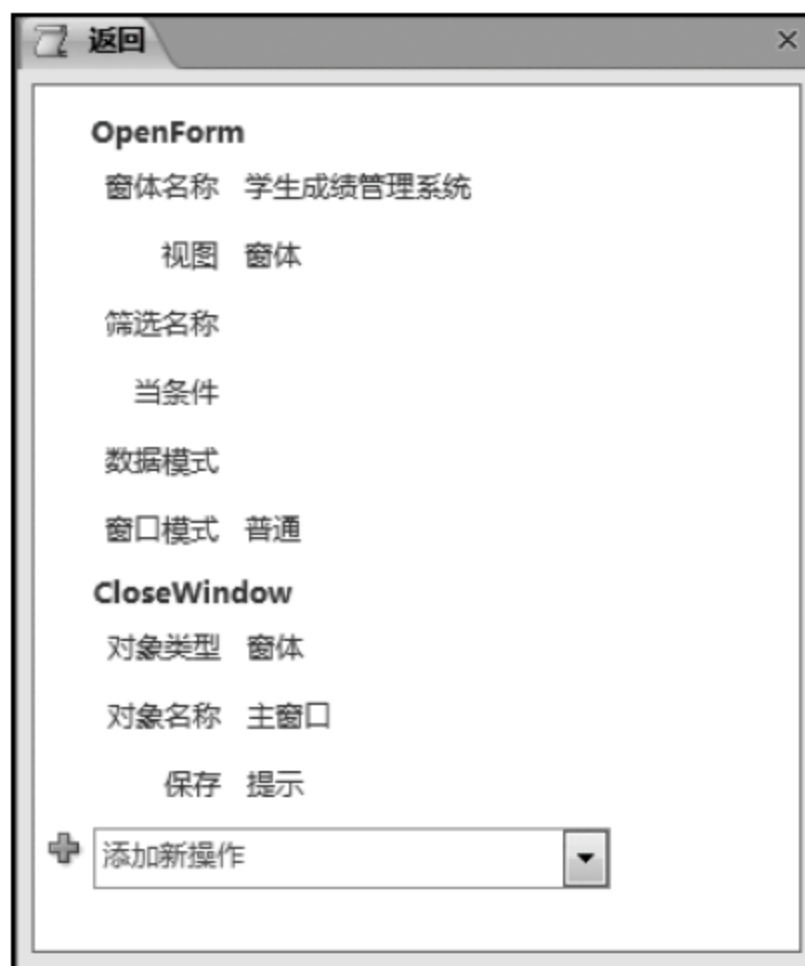 返回
OpenForm
窗体名称 学生成绩管理系统
视图 窗体
筛选名称
当条件
数据模式
窗口模式 普通
CloseWindow
对象类型 窗体
对象名称 主窗口
保存 提示
添加新操作